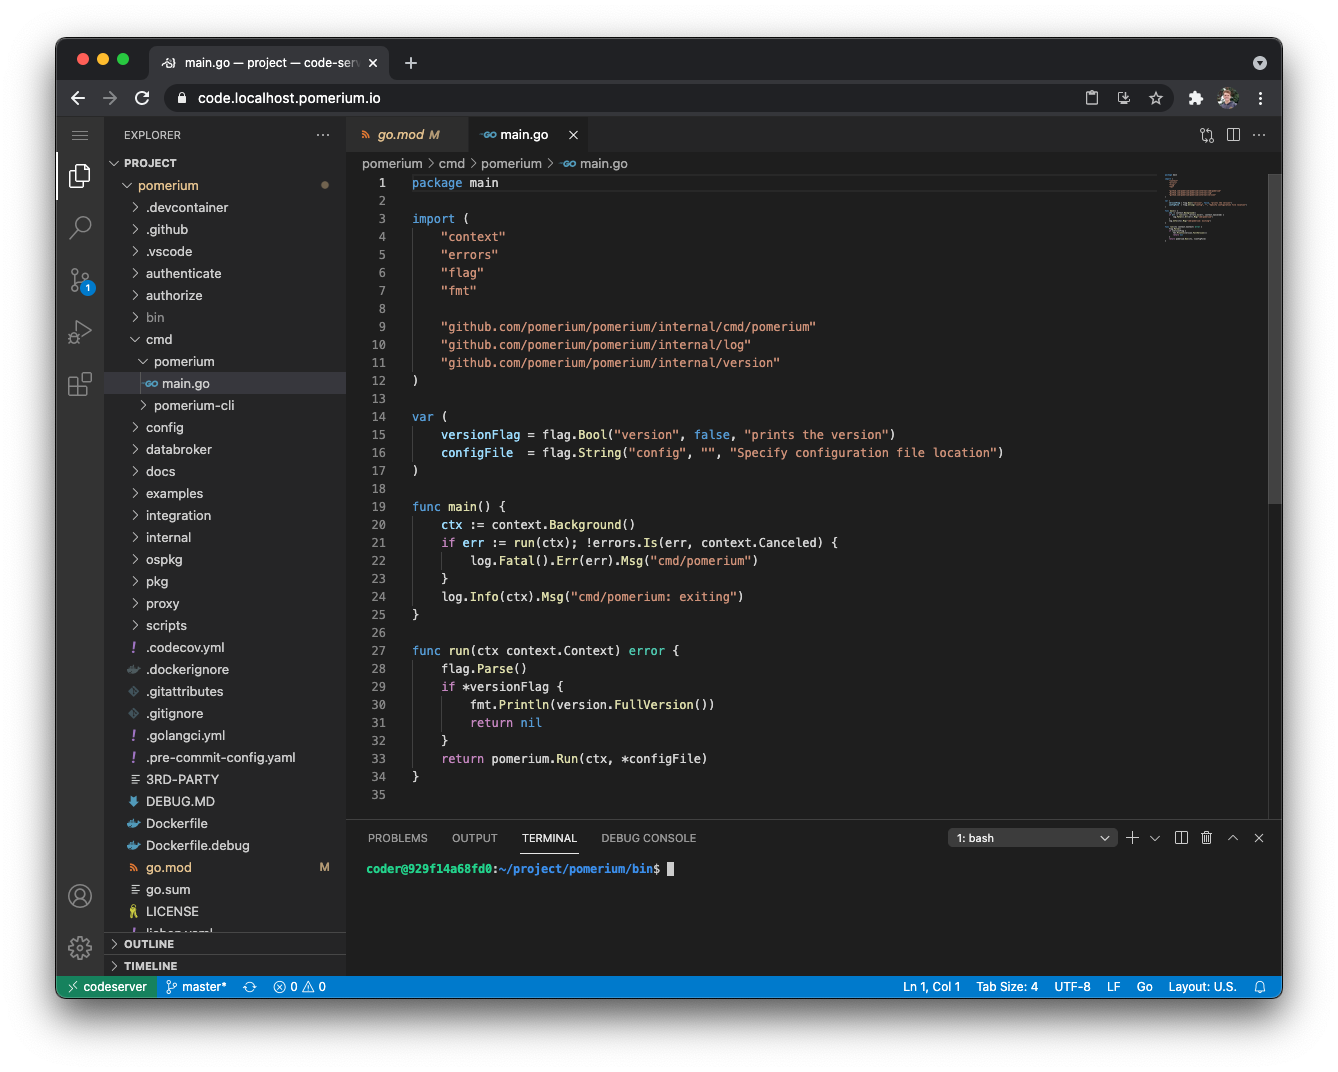 main.go — project — code-ser
code.localhost.pomerium.io
EXPLORER
PROJECT
pomerium
.devcontainer
.github
.vscode
authenticate
authorize
bin
cmd
pomerium
GO main.go
pomerium-cli
config
databroker
docs
examples
integration
internal
ospkg
pkg
proxy
scripts
! .codecov.yml
.dockerignore
.gitattributes
.gitignore
! .golangci.yml
! .pre-commit-config.yaml
3RD-PARTY
DEBUG.MD
Dockerfile
Dockerfile.debug
go.mod M
go.sum
LICENSE
OUTLINE
TIMELINE
1
go.mod M
GO main.go
pomerium > cmd > pomerium > GO main.go
1 package main
2
3 import (
4 "context"
5 "errors"
6 "flag"
7 "fmt"
8
9 "github.com/pomerium/pomerium/internal/cmd/pomerium"
10 "github.com/pomerium/pomerium/internal/log"
11 "github.com/pomerium/pomerium/internal/version"
12 )
13
14 var (
15 versionFlag = flag.Bool("version", false, "prints the version")
16 configFile  = flag.String("config", "", "Specify configuration file location")
17 )
18
19 func main() {
20 ctx := context.Background()
21 if err := run(ctx); !errors.Is(err, context.Canceled) {
22 log.Fatal().Err(err).Msg("cmd/pomerium")
23 }
24 log.Info(ctx).Msg("cmd/pomerium: exiting")
25 }
26
27 func run(ctx context.Context) error {
28 flag.Parse()
29 if *versionFlag {
30 fmt.Println(version.FullVersion())
31 return nil
32 }
33 return pomerium.Run(ctx, *configFile)
34 }
35
PROBLEMS OUTPUT TERMINAL DEBUG CONSOLE 1: bash
coder@929f14a68fd0:~/project/pomerium/bin$
codeserver master* 0 0 Ln 1, Col 1 Tab Size: 4 UTF-8 LF Go Layout: U.S.